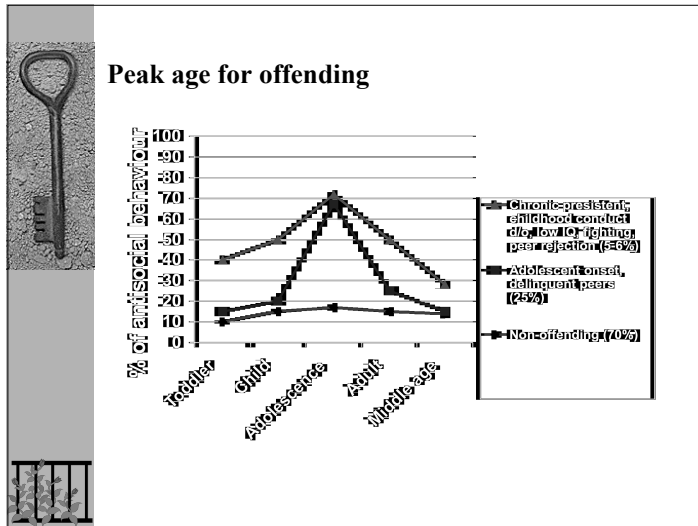 Peak age for offending
% of antisocial behaviour
100
90
80
70
60
50
40
30
20
10
0
Toddler
Child
Adolescence
Adult
Middle age
Chronic-presistent,
childhood conduct
d/o, low IQ, fighting,
peer rejection (5-6%)
Adolescent onset,
delinquent peers
(25%)
Non-offending (70%)